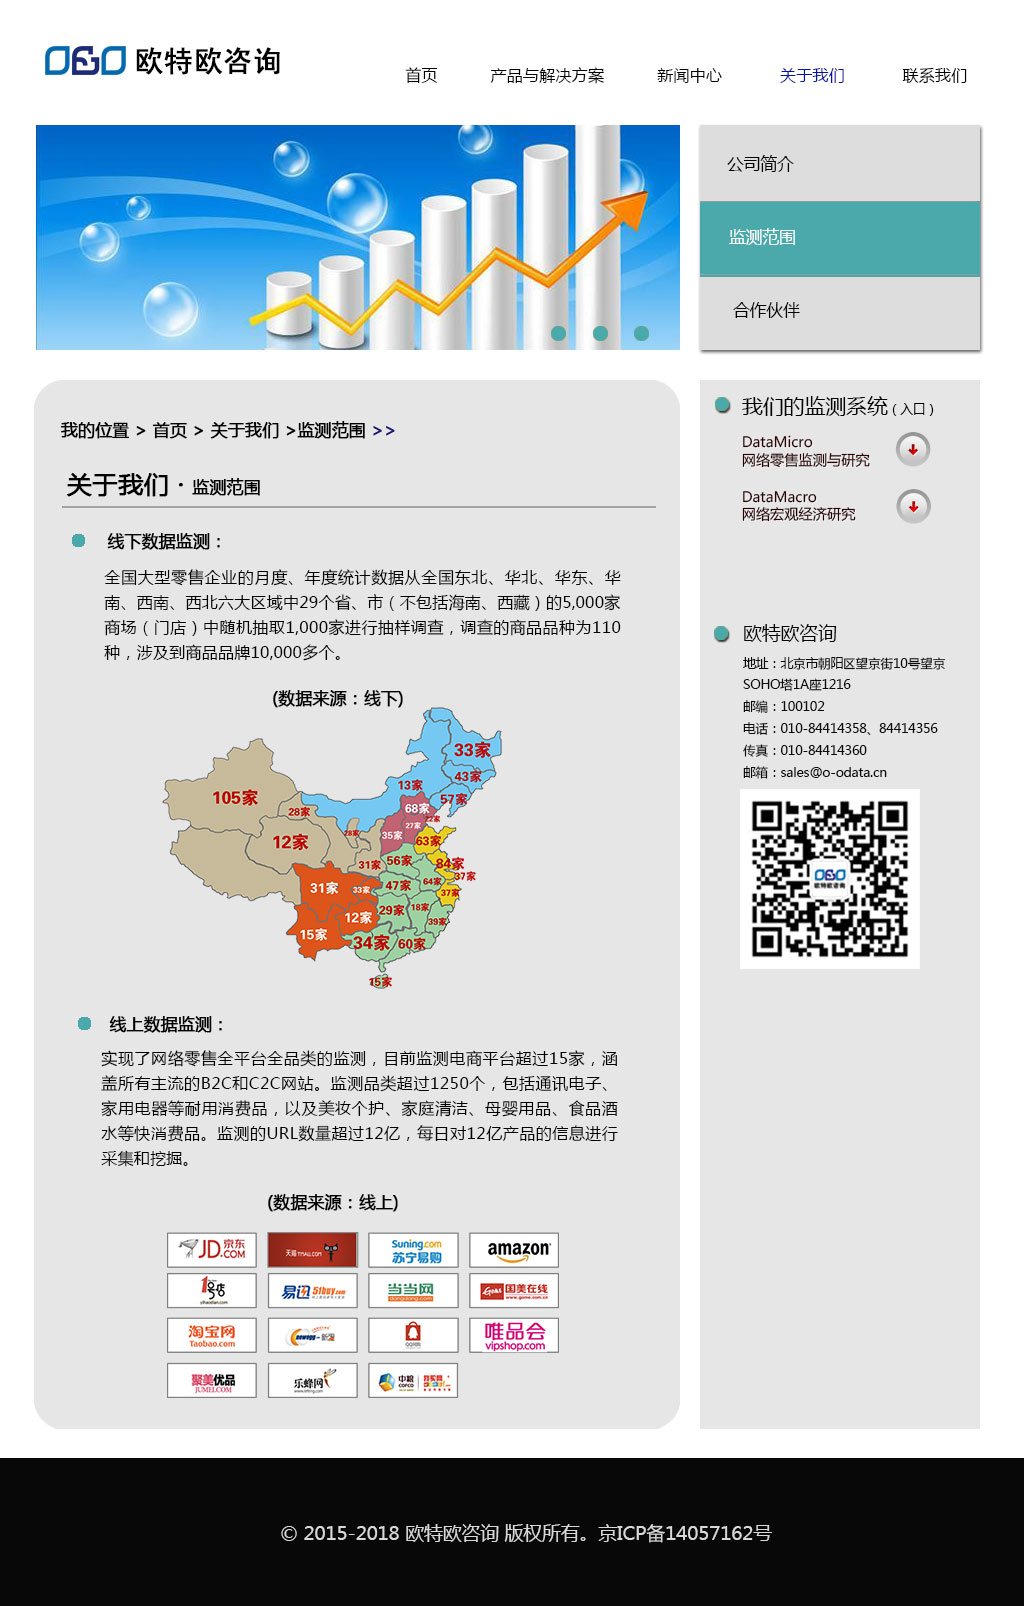 欧特欧咨询
首页 产品与解决方案 新闻中心 关于我们 联系我们
公司简介
监测范围
合作伙伴
我的位置 > 首页 > 关于我们 >监测范围 >>
关于我们 · 监测范围
线下数据监测：
全国大型零售企业的月度、年度统计数据从全国东北、华北、华东、华
南、西南、西北六大区域中29个省、市（不包括海南、西藏）的5,000家
商场（门店）中随机抽取1,000家进行抽样调查，调查的商品品种为110
种，涉及到商品品牌10,000多个。
(数据来源：线下)
33家
43家
13家
57家
105家
28家
68家
12家
28家
27家
35家
63家
12家
31家
56家
84家
37家
31家
33家
47家
64家
37家
29家
18家
12家
39家
15家
34家
60家
15家
线上数据监测：
实现了网络零售全平台全品类的监测，目前监测电商平台超过15家，涵
盖所有主流的B2C和C2C网站。监测品类超过1250个，包括通讯电子、
家用电器等耐用消费品，以及美妆个护、家庭清洁、母婴用品、食品酒
水等快消费品。监测的URL数量超过12亿，每日对12亿产品的信息进行
采集和挖掘。
(数据来源：线上)
JD 京东 .COM
天猫 TMALL.COM
Suning.com
苏宁易购
amazon
1号店
yihaodian.com
易迅 51buy.com
当当网
dangdang.com
Gome 国美在线
www.gome.com.cn
淘宝网
Taobao.com
newegg 新蛋
QQ网购
唯品会
vipshop.com
聚美优品
JUMEI.COM
乐蜂网
中粮 COFCO 我买网
我们的监测系统（入口）
DataMicro
网络零售监测与研究
DataMacro
网络宏观经济研究
欧特欧咨询
地址：北京市朝阳区望京街10号望京
SOHO塔1A座1216
邮编：100102
电话：010-84414358、84414356
传真：010-84414360
邮箱：sales@o-odata.cn
欧特欧咨询
© 2015-2018 欧特欧咨询 版权所有。京ICP备14057162号